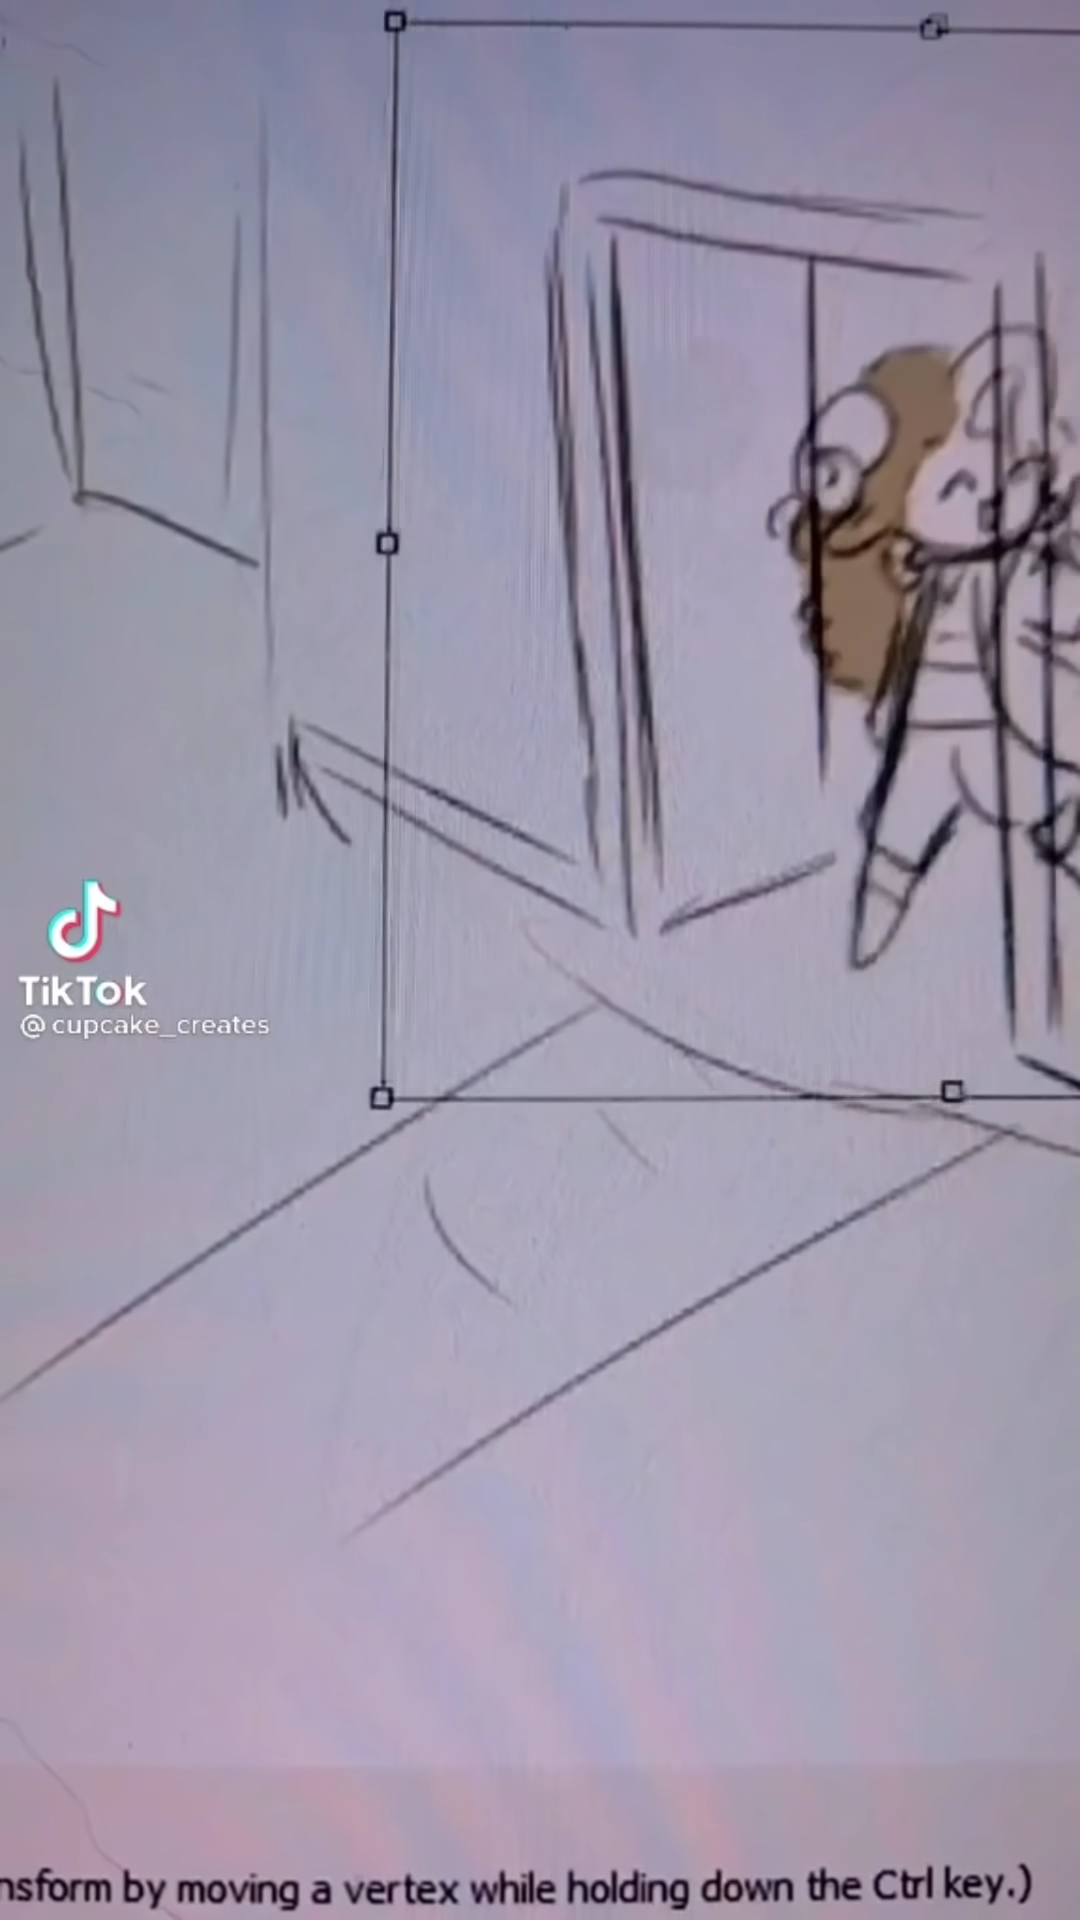 TikTok
@cupcake_creates
nsform by moving a vertex while holding down the Ctrl key.)